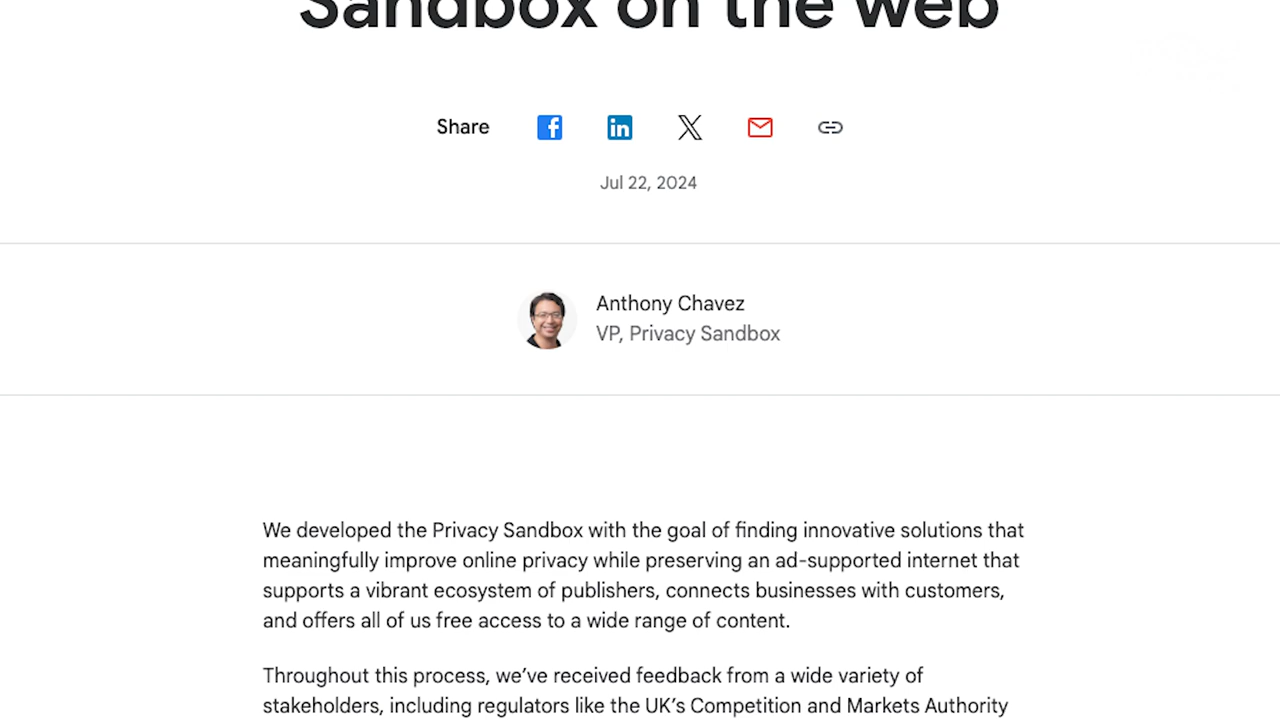 Sandbox on the web
Share
Jul 22, 2024
Anthony Chavez
VP, Privacy Sandbox
We developed the Privacy Sandbox with the goal of finding innovative solutions that
meaningfully improve online privacy while preserving an ad-supported internet that
supports a vibrant ecosystem of publishers, connects businesses with customers,
and offers all of us free access to a wide range of content.
Throughout this process, we’ve received feedback from a wide variety of
stakeholders, including regulators like the UK’s Competition and Markets Authority